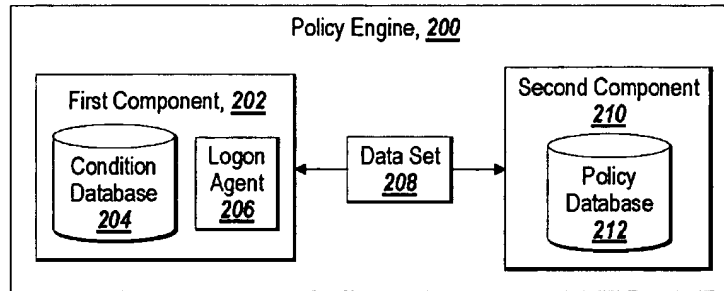 Policy Engine, 200
First Component, 202
Condition
Database
204
Logon
Agent
206
Data Set
208
Second Component
210
Policy
Database
212